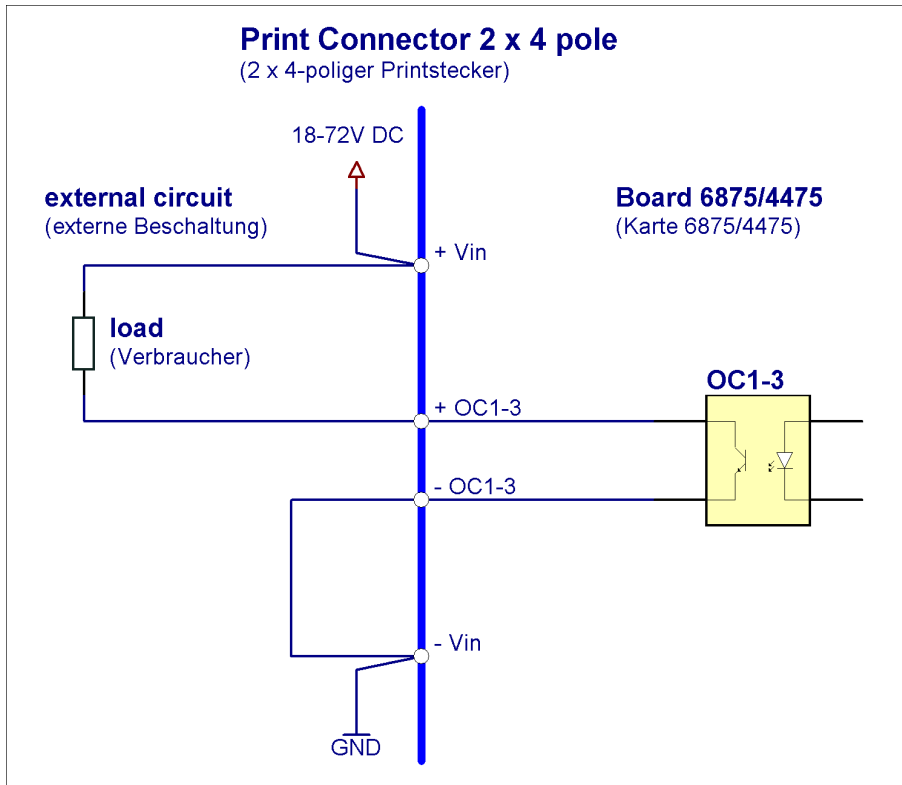 Print Connector 2 x 4 pole
(2 x 4-poliger Printstecker)
18-72V DC
external circuit
(externe Beschaltung)
Board 6875/4475
(Karte 6875/4475)
+ Vin
load
(Verbraucher)
OC1-3
+ OC1-3
- OC1-3
- Vin
GND